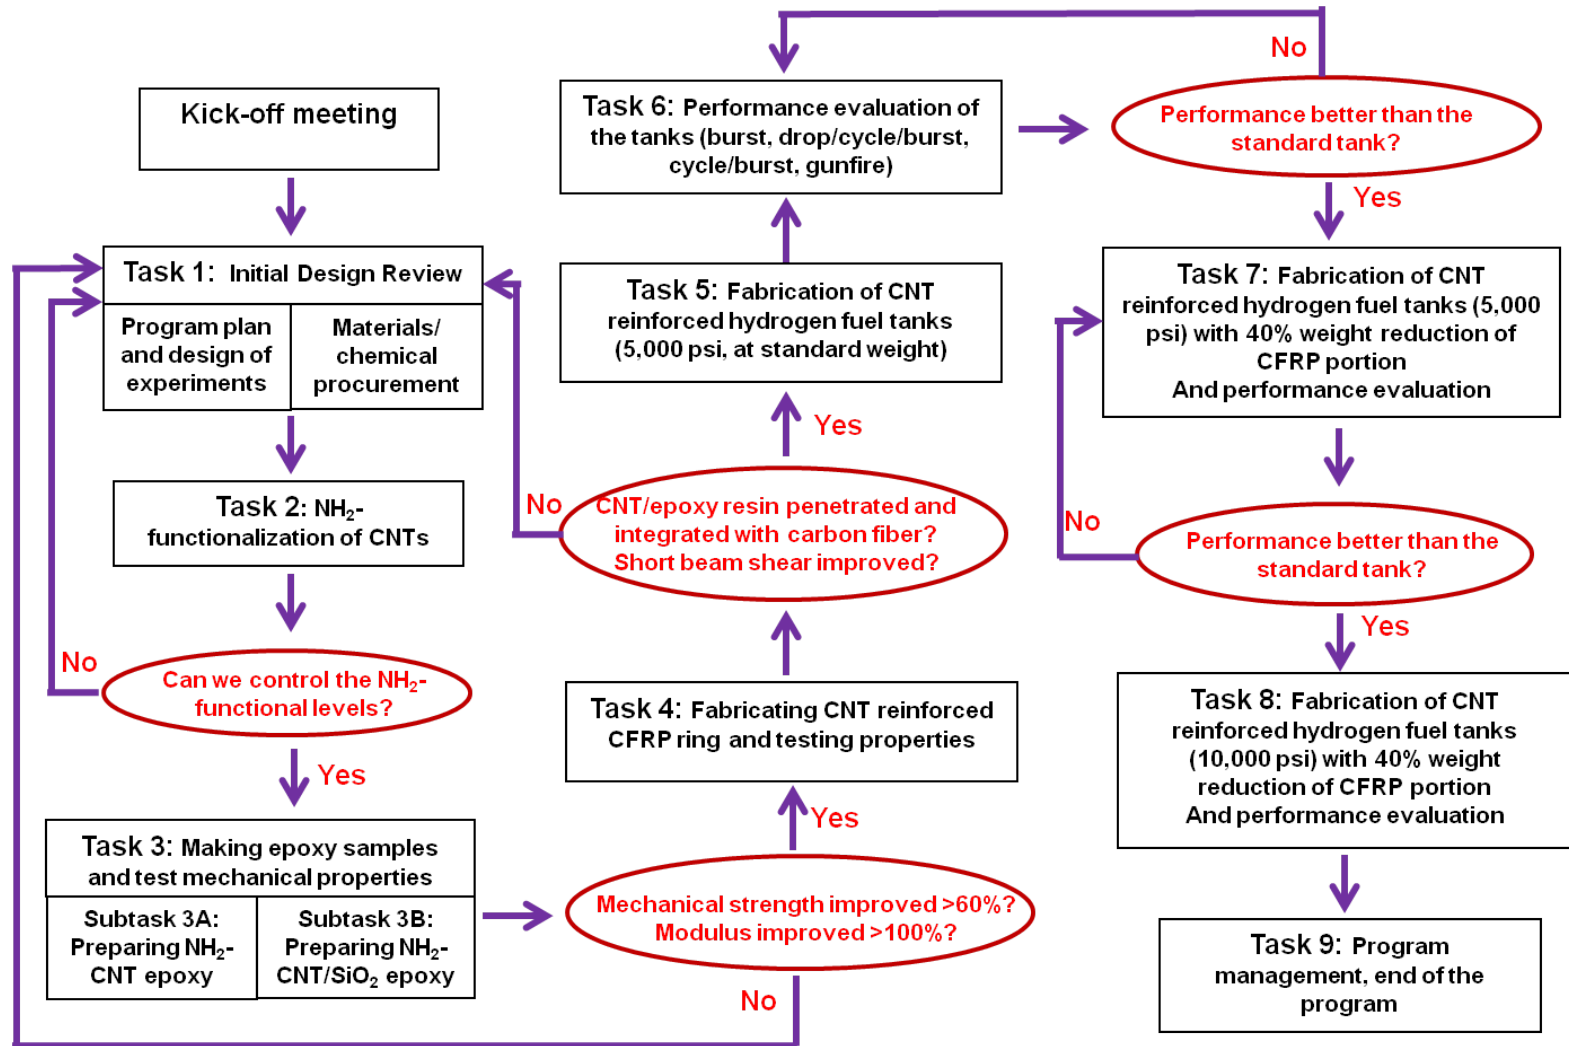 Kick-off meeting
Task 1: Initial Design Review
Program plan
and design of
experiments
Materials/
chemical
procurement
Task 2: NH₂-
functionalization of CNTs
No
Can we control the NH₂-
functional levels?
Yes
Task 3: Making epoxy samples
and test mechanical properties
Subtask 3A:
Preparing NH₂-
CNT epoxy
Subtask 3B:
Preparing NH₂-
CNT/SiO₂ epoxy
Mechanical strength improved >60%?
Modulus improved >100%?
No
Yes
Task 4: Fabricating CNT reinforced
CFRP ring and testing properties
No
CNT/epoxy resin penetrated and
integrated with carbon fiber?
Short beam shear improved?
Yes
Task 5: Fabrication of CNT
reinforced hydrogen fuel tanks
(5,000 psi, at standard weight)
Task 6: Performance evaluation of
the tanks (burst, drop/cycle/burst,
cycle/burst, gunfire)
No
Performance better than the
standard tank?
Yes
Task 7: Fabrication of CNT
reinforced hydrogen fuel tanks (5,000
psi) with 40% weight reduction of
CFRP portion
And performance evaluation
No
Performance better than the
standard tank?
Yes
Task 8: Fabrication of CNT
reinforced hydrogen fuel tanks
(10,000 psi) with 40% weight
reduction of CFRP portion
And performance evaluation
Task 9: Program
management, end of the
program